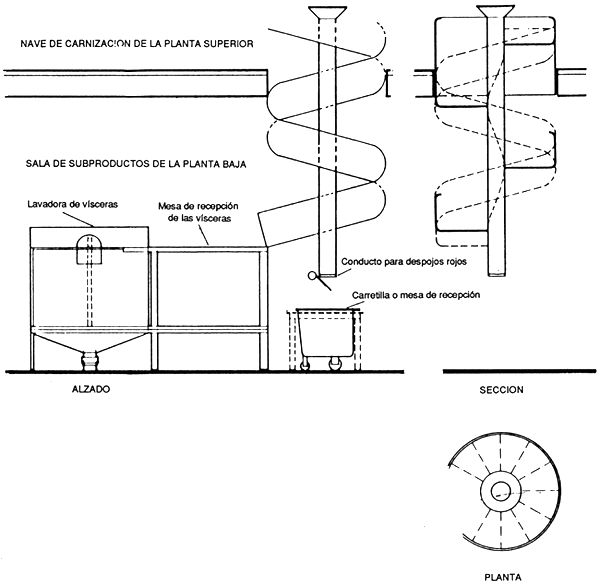 NAVE DE CARNIZACION DE LA PLANTA SUPERIOR
SALA DE SUBPRODUCTOS DE LA PLANTA BAJA
Lavadora de vísceras
Mesa de recepción
de las vísceras
Conducto para despojos rojos
Carretilla o mesa de recepción
ALZADO
SECCION
PLANTA